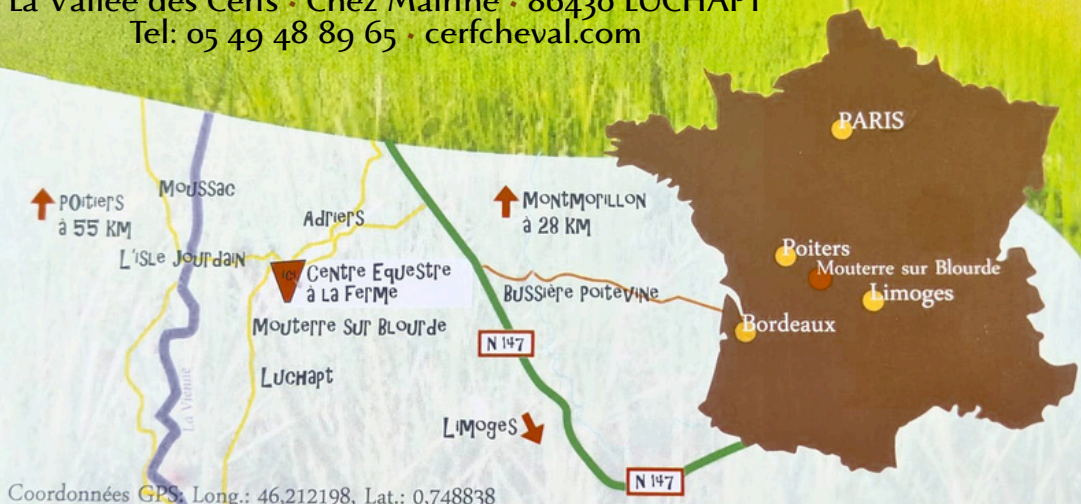 La Vallée des Cerfs · Chez Mairine · 86430 LUCHAPT
Tel: 05 49 48 89 65 · cerfcheval.com
PARIS
Moussac
Poitiers
à 55 KM
Adriers
Montmorillon
à 28 KM
L'Isle Jourdain
ICI
Centre Equestre
à la Ferme
Bussière Poitevine
Poiters
Mouterre sur Blourde
Limoges
Bordeaux
Mouterre sur Blourde
N 147
Luchapt
La Vienne
Limoges
N 147
Coordonnées GPS: Long.: 46,212198, Lat.: 0,748838